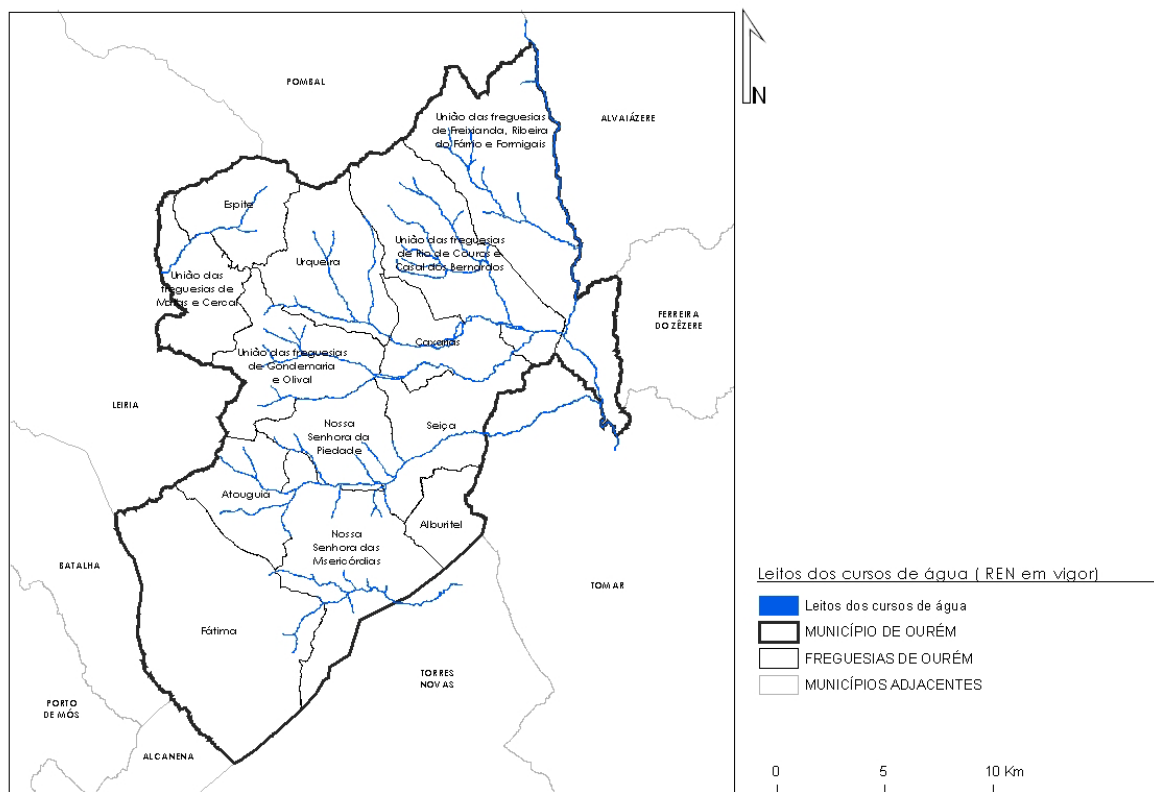 POMBAL
N
ALVAIÁZERE
União das freguesias
de Freixianda, Ribeira
do Fárrio e Formigais
Espite
União das freguesias
de Rio de Couros e
Casal dos Bernardos
Urqueira
União das
freguesias de
Matas e Cercal
FERREIRA
DO ZÊZERE
Caxarias
União das freguesias
de Gondemaria
e Olival
LEIRIA
Nossa
Senhora da
Piedade
Seiça
Atouguia
Alburitel
Nossa
Senhora das
Misericórdias
BATALHA
TOMAR
Fátima
TORRES
NOVAS
PORTO
DE MÓS
ALCANENA
Leitos dos cursos de água ( REN em vigor)
Leitos dos cursos de água
MUNICÍPIO DE OURÉM
FREGUESIAS DE OURÉM
MUNICÍPIOS ADJACENTES
0 5 10 Km